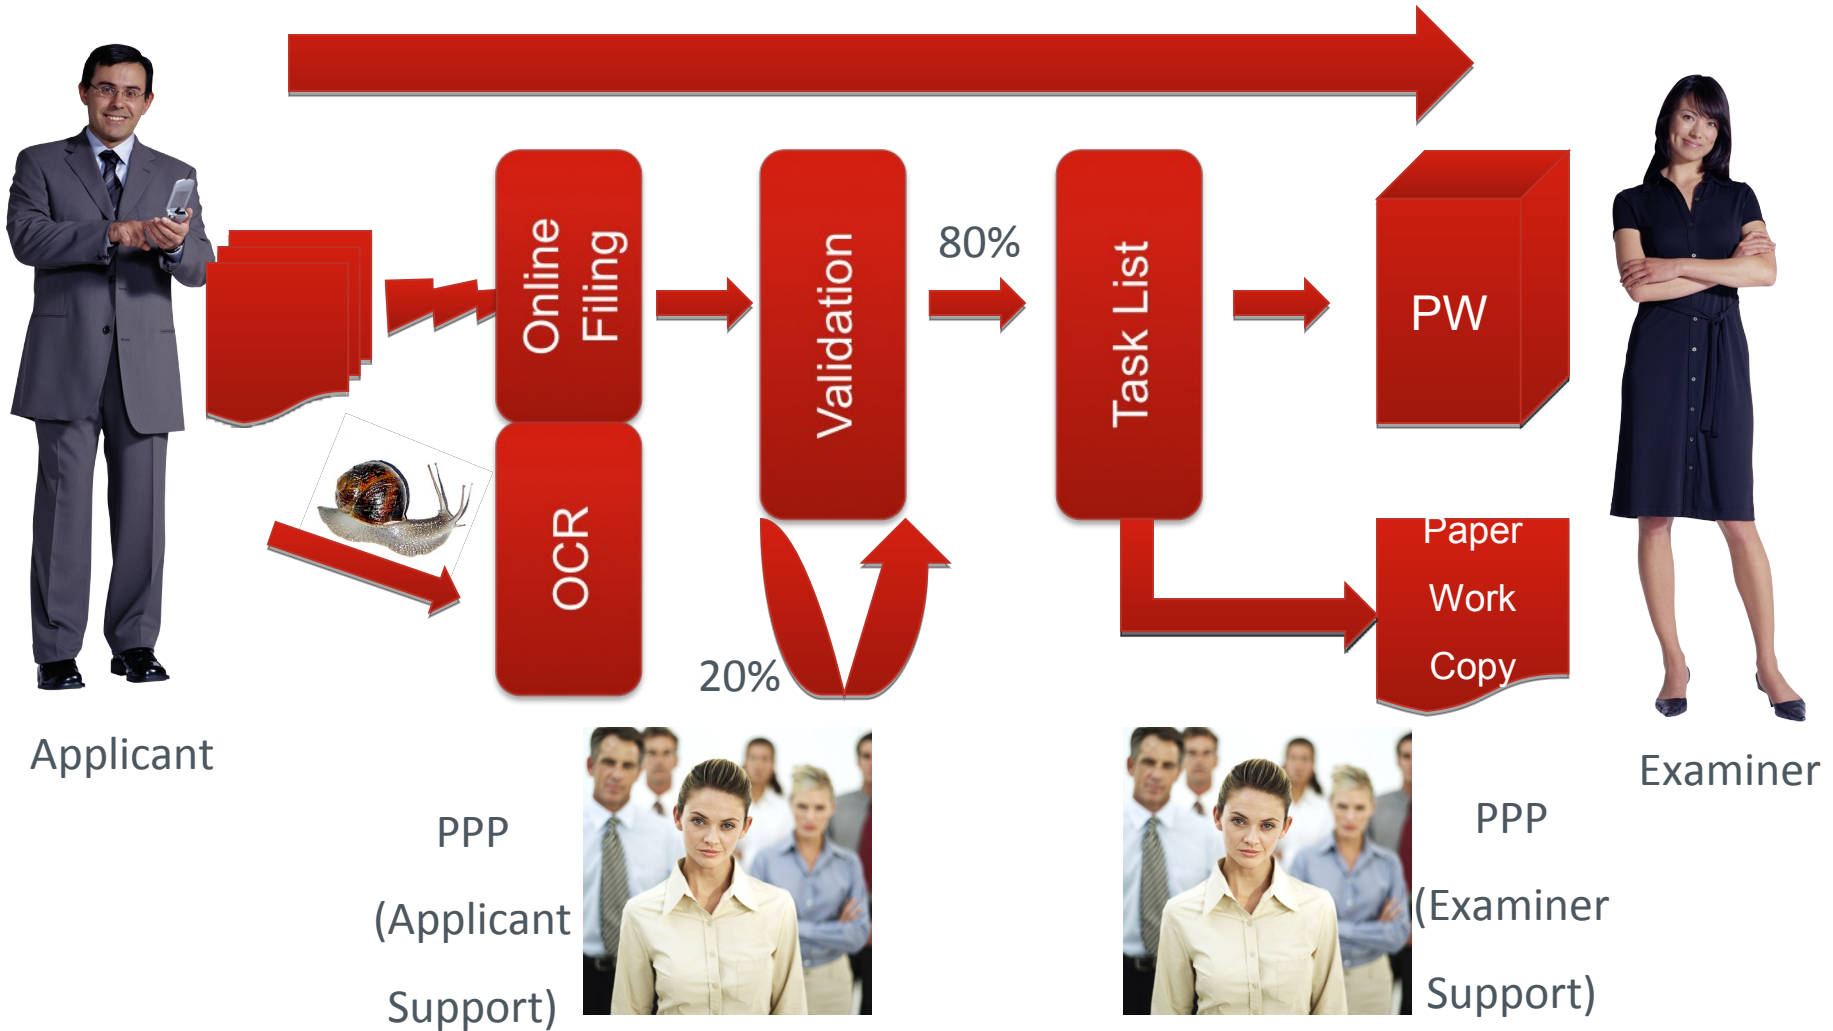 Online
Filing
OCR
Validation
80%
20%
Task List
PW
Paper
Work
Copy
Applicant
Examiner
PPP
(Applicant
Support)
PPP
(Examiner
Support)